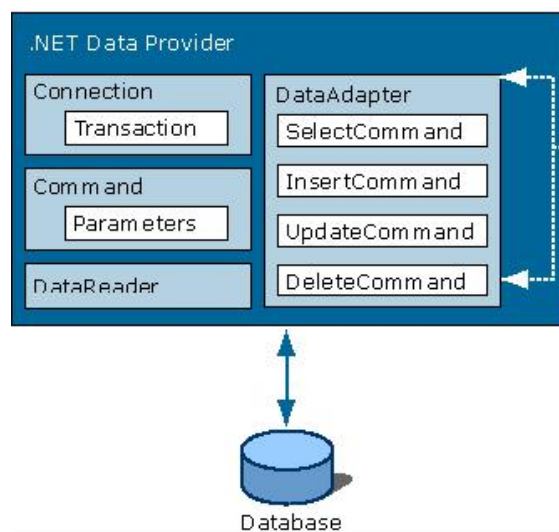 .NET Data Provider
Connection
Transaction
Command
Parameters
DataReader
DataAdapter
SelectCommand
InsertCommand
UpdateCommand
DeleteCommand
Database